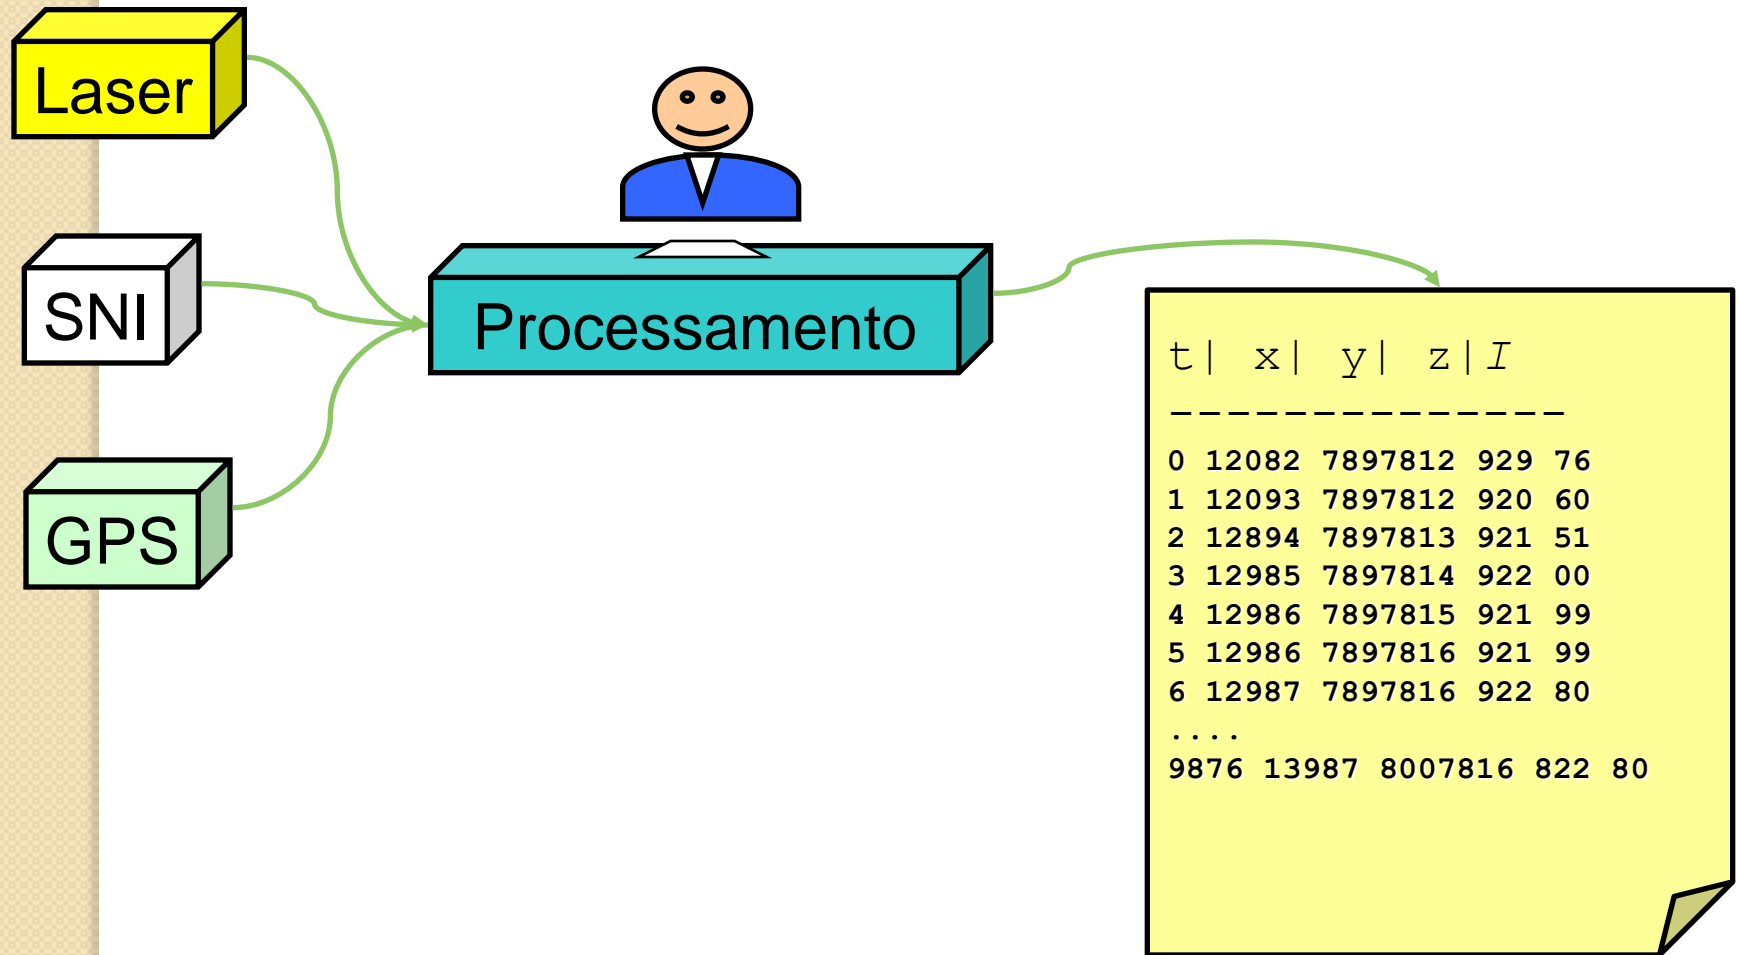 Laser
SNI
GPS
Processamento
t| x| y| z|I
--------------
0 12082 7897812 929 76
1 12093 7897812 920 60
2 12894 7897813 921 51
3 12985 7897814 922 00
4 12986 7897815 921 99
5 12986 7897816 921 99
6 12987 7897816 922 80
....
9876 13987 8007816 822 80